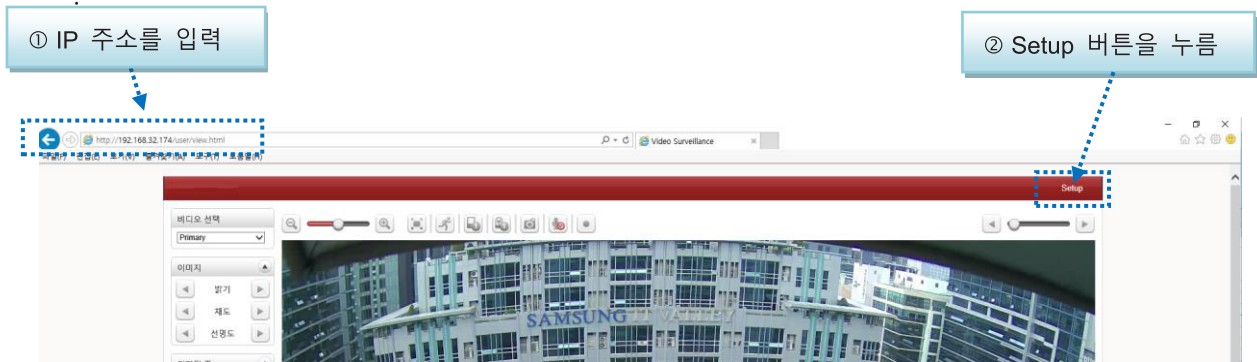 ① IP 주소를 입력
② Setup 버튼을 누름
http://192.168.32.174/user/view.html
Video Surveillance
Setup
비디오 선택
Primary
이미지
밝기
채도
선명도
SAMSUNG IT VALLEY